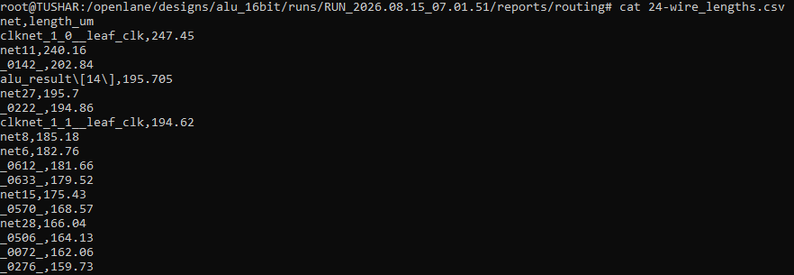 root@TUSHAR:/openlane/designs/alu_16bit/runs/RUN_2026.08.15_07.01.51/reports/routing# cat 24-wire_lengths.csv
net,length_um
clknet_1_0__leaf_clk,247.45
net11,240.16
_0142_,202.84
alu_result\[14\],195.705
net27,195.7
_0222_,194.86
clknet_1_1__leaf_clk,194.62
net8,185.18
net6,182.76
_0612_,181.66
_0633_,179.52
net15,175.43
_0570_,168.57
net28,166.04
_0506_,164.13
_0072_,162.06
_0276_,159.73